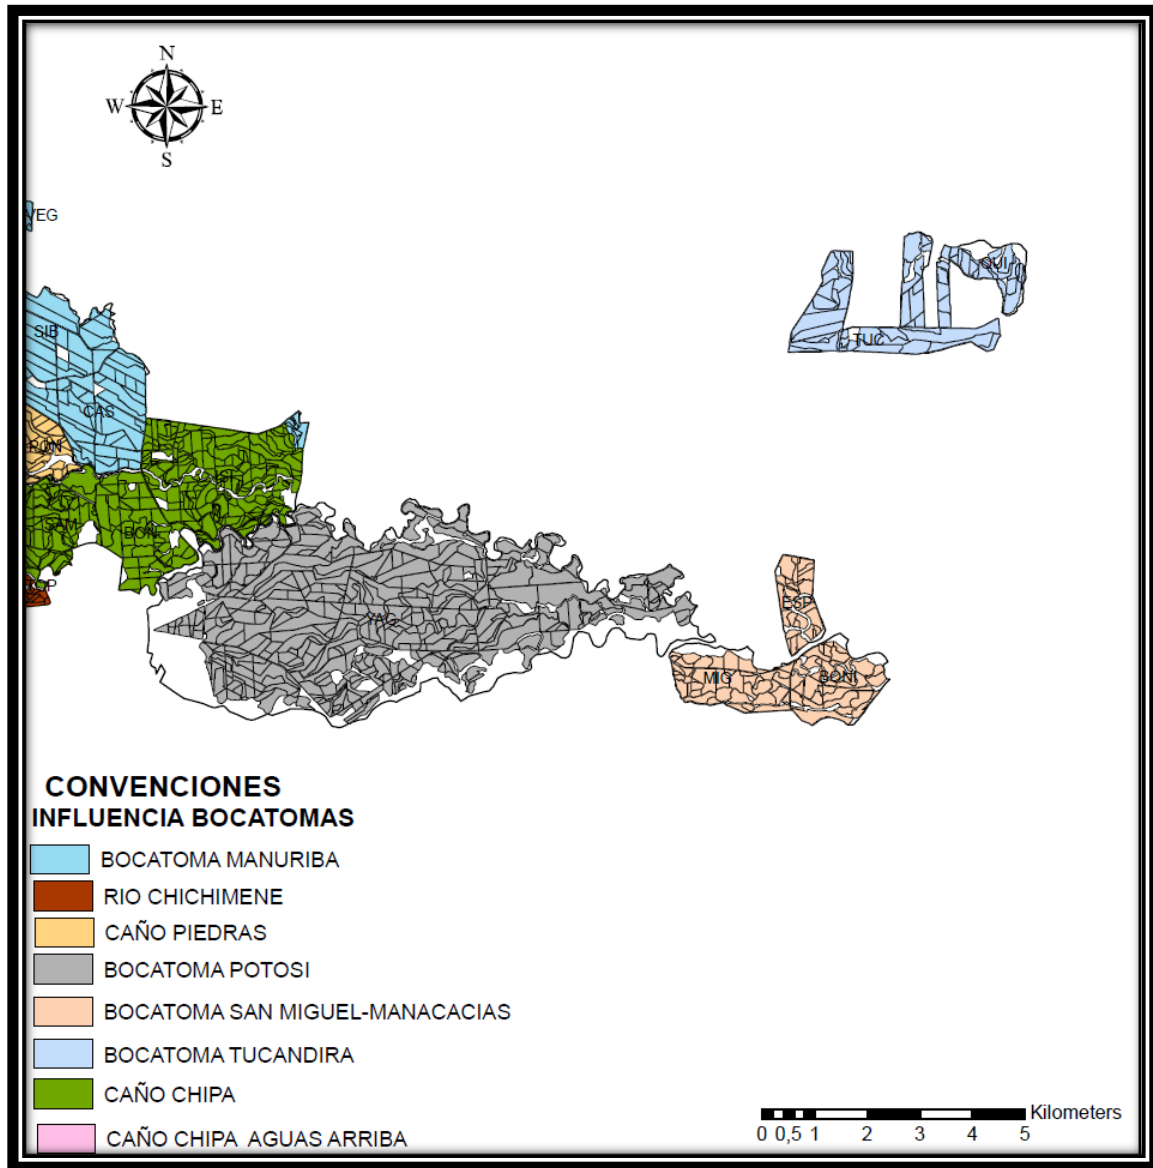 N
W E
S
VEG
QUI
SIB
TUC
CAS
PON
SAM
BON
ESP
YAG
MIG
BONI
CONVENCIONES
INFLUENCIA BOCATOMAS
BOCATOMA MANURIBA
RIO CHICHIMENE
CAÑO PIEDRAS
BOCATOMA POTOSI
BOCATOMA SAN MIGUEL-MANACACIAS
BOCATOMA TUCANDIRA
CAÑO CHIPA
CAÑO CHIPA AGUAS ARRIBA
Kilometers
0 0,5 1 2 3 4 5